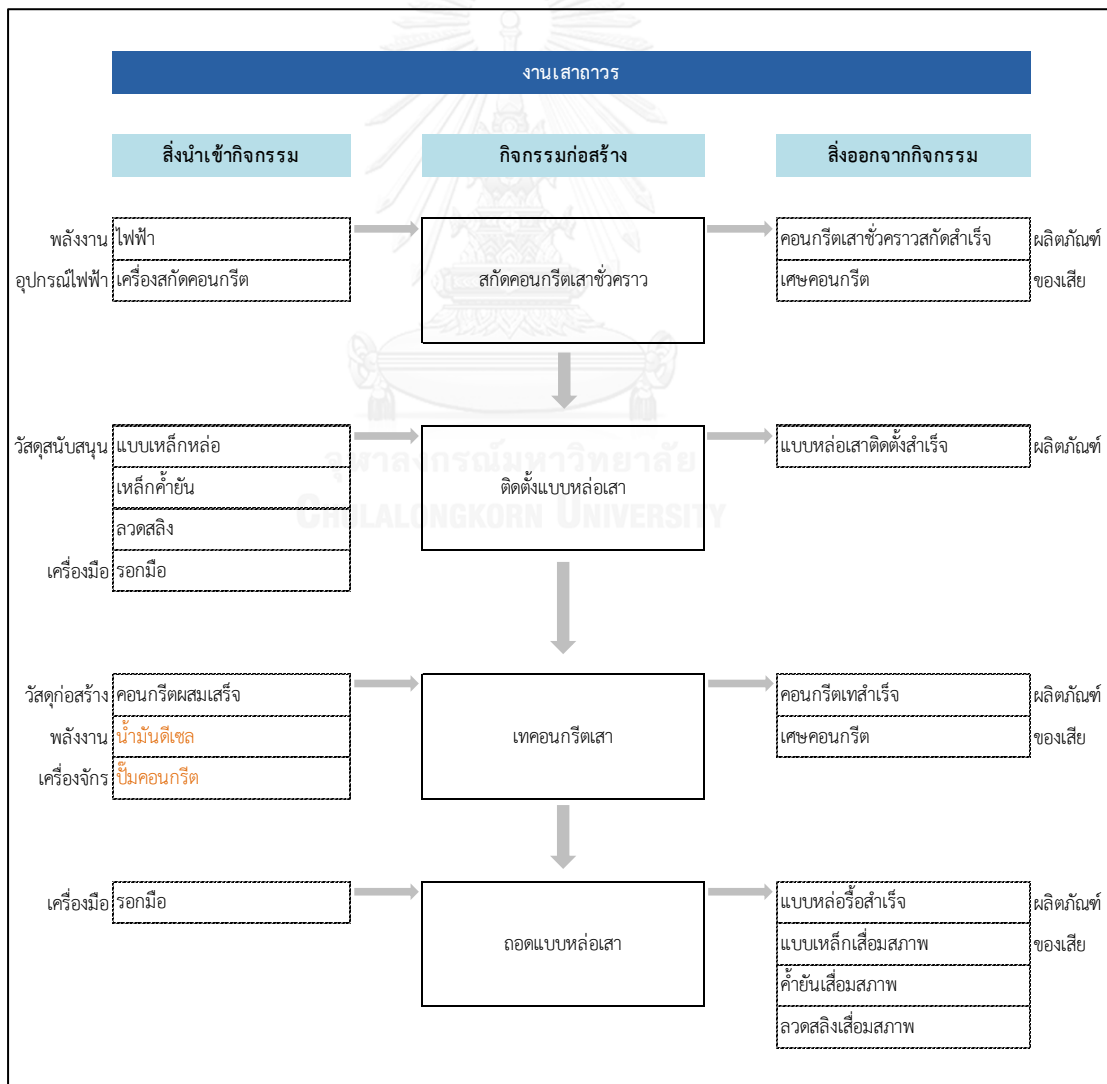 งานเสาถาวร
สิ่งนำเข้ากิจกรรม กิจกรรมก่อสร้าง สิ่งออกจากกิจกรรม
พลังงาน ไฟฟ้า คอนกรีตเสาชั่วคราวสกัดสำเร็จ ผลิตภัณฑ์
อุปกรณ์ไฟฟ้า เครื่องสกัดคอนกรีต สกัดคอนกรีตเสาชั่วคราว เศษคอนกรีต ของเสีย
วัสดุสนับสนุน แบบเหล็กหล่อ แบบหล่อเสาติดตั้งสำเร็จ ผลิตภัณฑ์
จุฬาลงกรณ์มหาวิทยาลัย
เหล็กค้ำยัน ติดตั้งแบบหล่อเสา
CHULALONGKORN UNIVERSITY
ลวดสลิง
เครื่องมือ รอกมือ
วัสดุก่อสร้าง คอนกรีตผสมเสร็จ คอนกรีตเทสำเร็จ ผลิตภัณฑ์
พลังงาน น้ำมันดีเซล เทคอนกรีตเสา เศษคอนกรีต ของเสีย
เครื่องจักร ปั๊มคอนกรีต
เครื่องมือ รอกมือ แบบหล่อรื้อสำเร็จ ผลิตภัณฑ์
ถอดแบบหล่อเสา แบบเหล็กเสื่อมสภาพ ของเสีย
ค้ำยันเสื่อมสภาพ
ลวดสลิงเสื่อมสภาพ